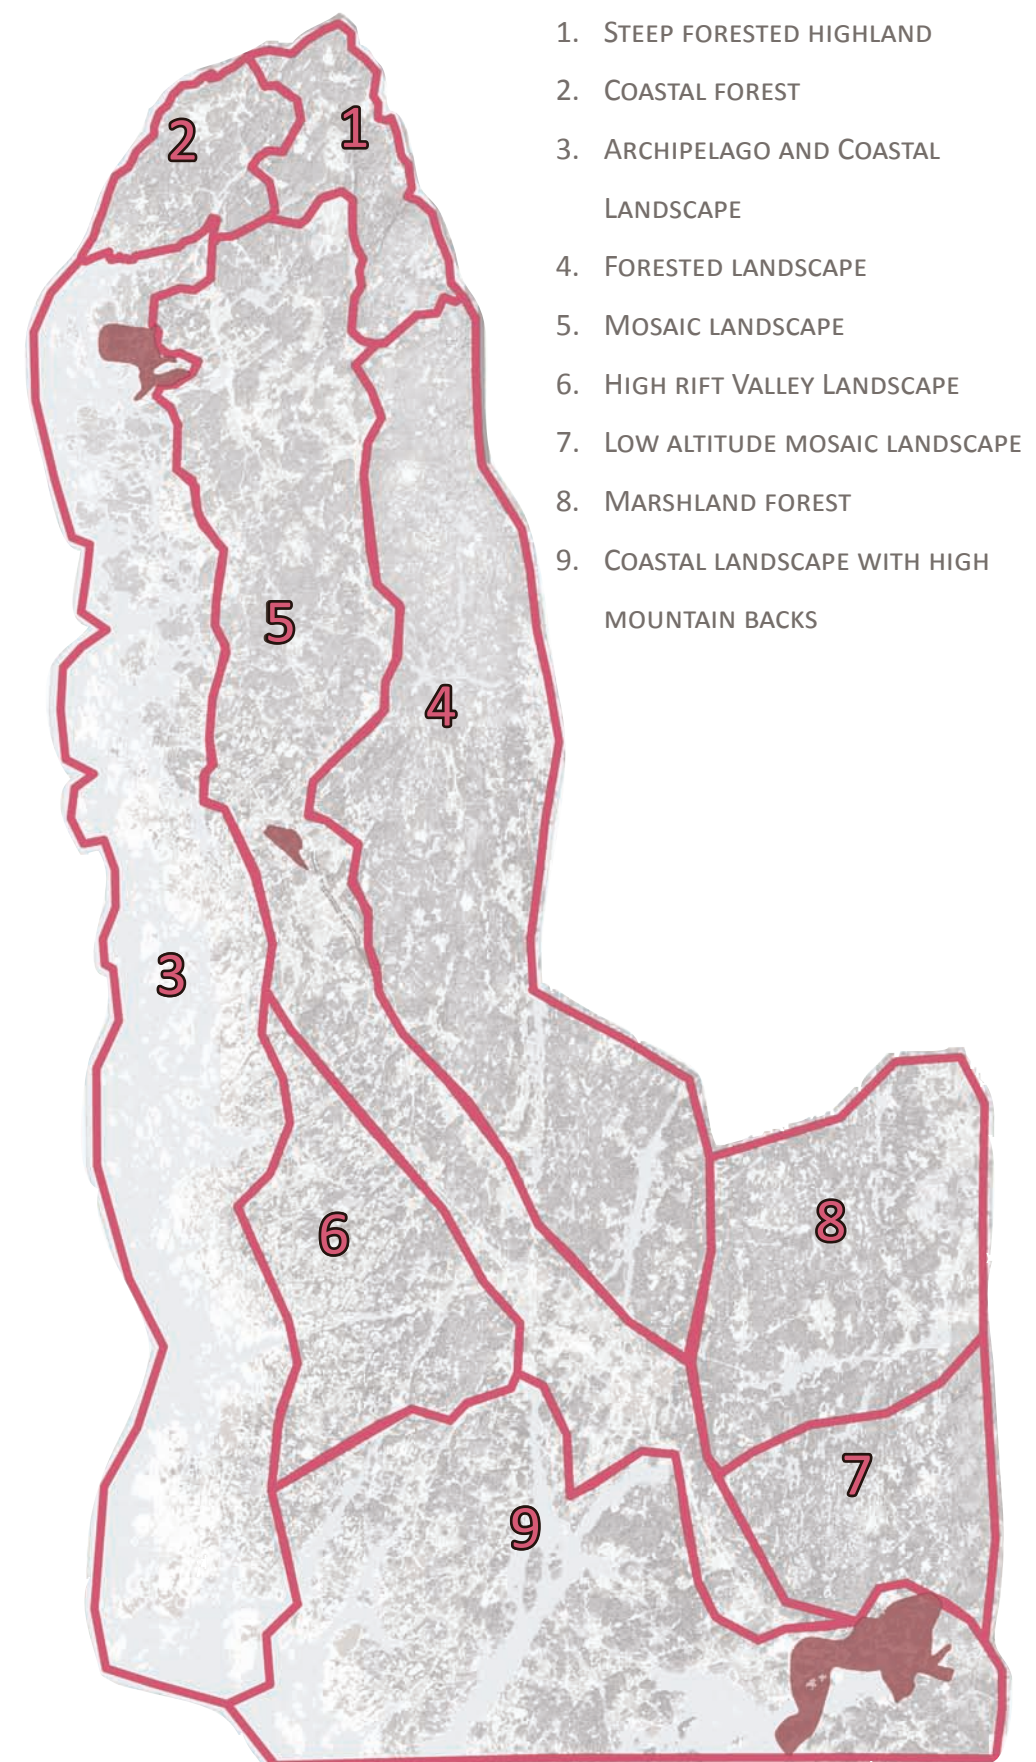 1. Steep forested highland
2. Coastal forest
3. Archipelago and Coastal
Landscape
4. Forested landscape
5. Mosaic landscape
6. High rift Valley Landscape
7. Low altitude mosaic landscape
8. Marshland forest
9. Coastal landscape with high
mountain backs
2
1
5
4
3
8
6
7
9